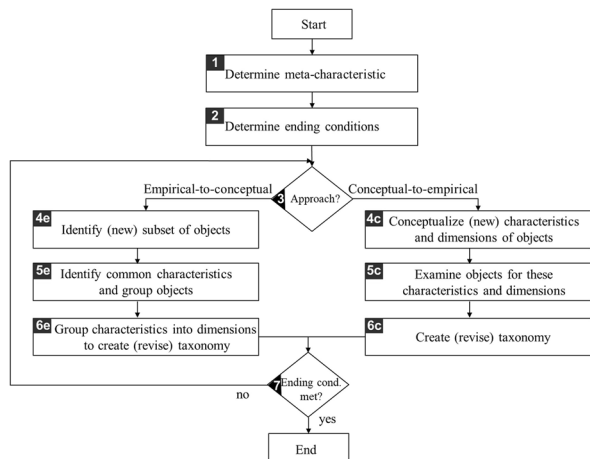 Start
1
Determine meta-characteristic
2
Determine ending conditions
3
Approach?
Empirical-to-conceptual
Conceptual-to-empirical
4e
Identify (new) subset of objects
4c
Conceptualize (new) characteristics
and dimensions of objects
5e
Identify common characteristics
and group objects
5c
Examine objects for these
characteristics and dimensions
6e
Group characteristics into dimensions
to create (revise) taxonomy
6c
Create (revise) taxonomy
7
Ending cond.
met?
no
yes
End